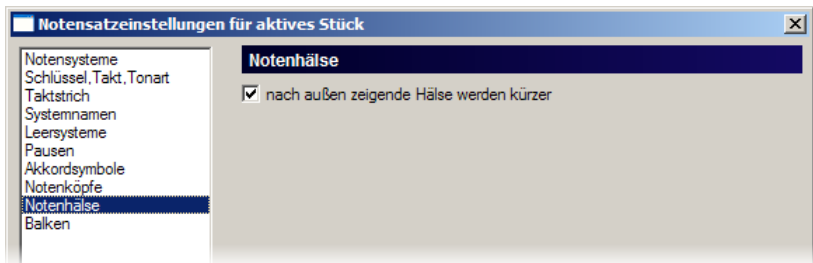 Notensatzeinstellungen für aktives Stück
Notensysteme
Schlüssel,Takt,Tonart
Taktstrich
Systemnamen
Leersysteme
Pausen
Akkordsymbole
Notenköpfe
Notenhälse
Balken
Notenhälse
nach außen zeigende Hälse werden kürzer